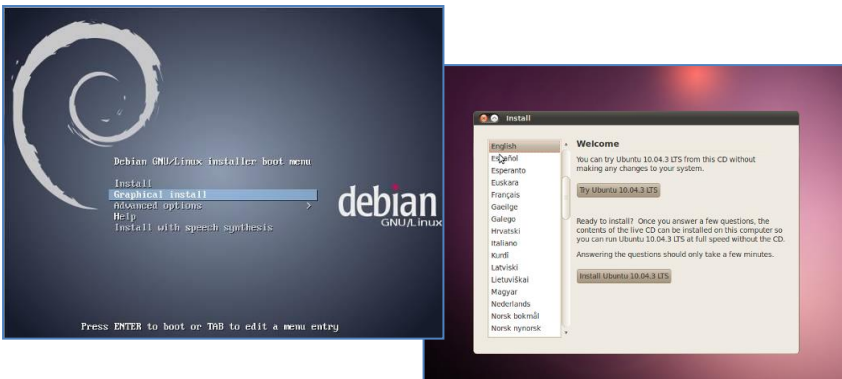 Debian GNU/Linux installer boot menu
Install
Graphical install
Advanced options >
Help
Install with speech synthesis
debian
GNU/Linux
Press ENTER to boot or TAB to edit a menu entry
Install
English
Español
Esperanto
Euskara
Français
Gaeilge
Galego
Hrvatski
Italiano
Kurdî
Latviski
Lietuviškai
Magyar
Nederlands
Norsk bokmål
Norsk nynorsk
Welcome
You can try Ubuntu 10.04.3 LTS from this CD without
making any changes to your system.
Try Ubuntu 10.04.3 LTS
Ready to install? Once you answer a few questions, the
contents of the live CD can be installed on this computer so
you can run Ubuntu 10.04.3 LTS at full speed without the CD.
Answering the questions should only take a few minutes.
Install Ubuntu 10.04.3 LTS